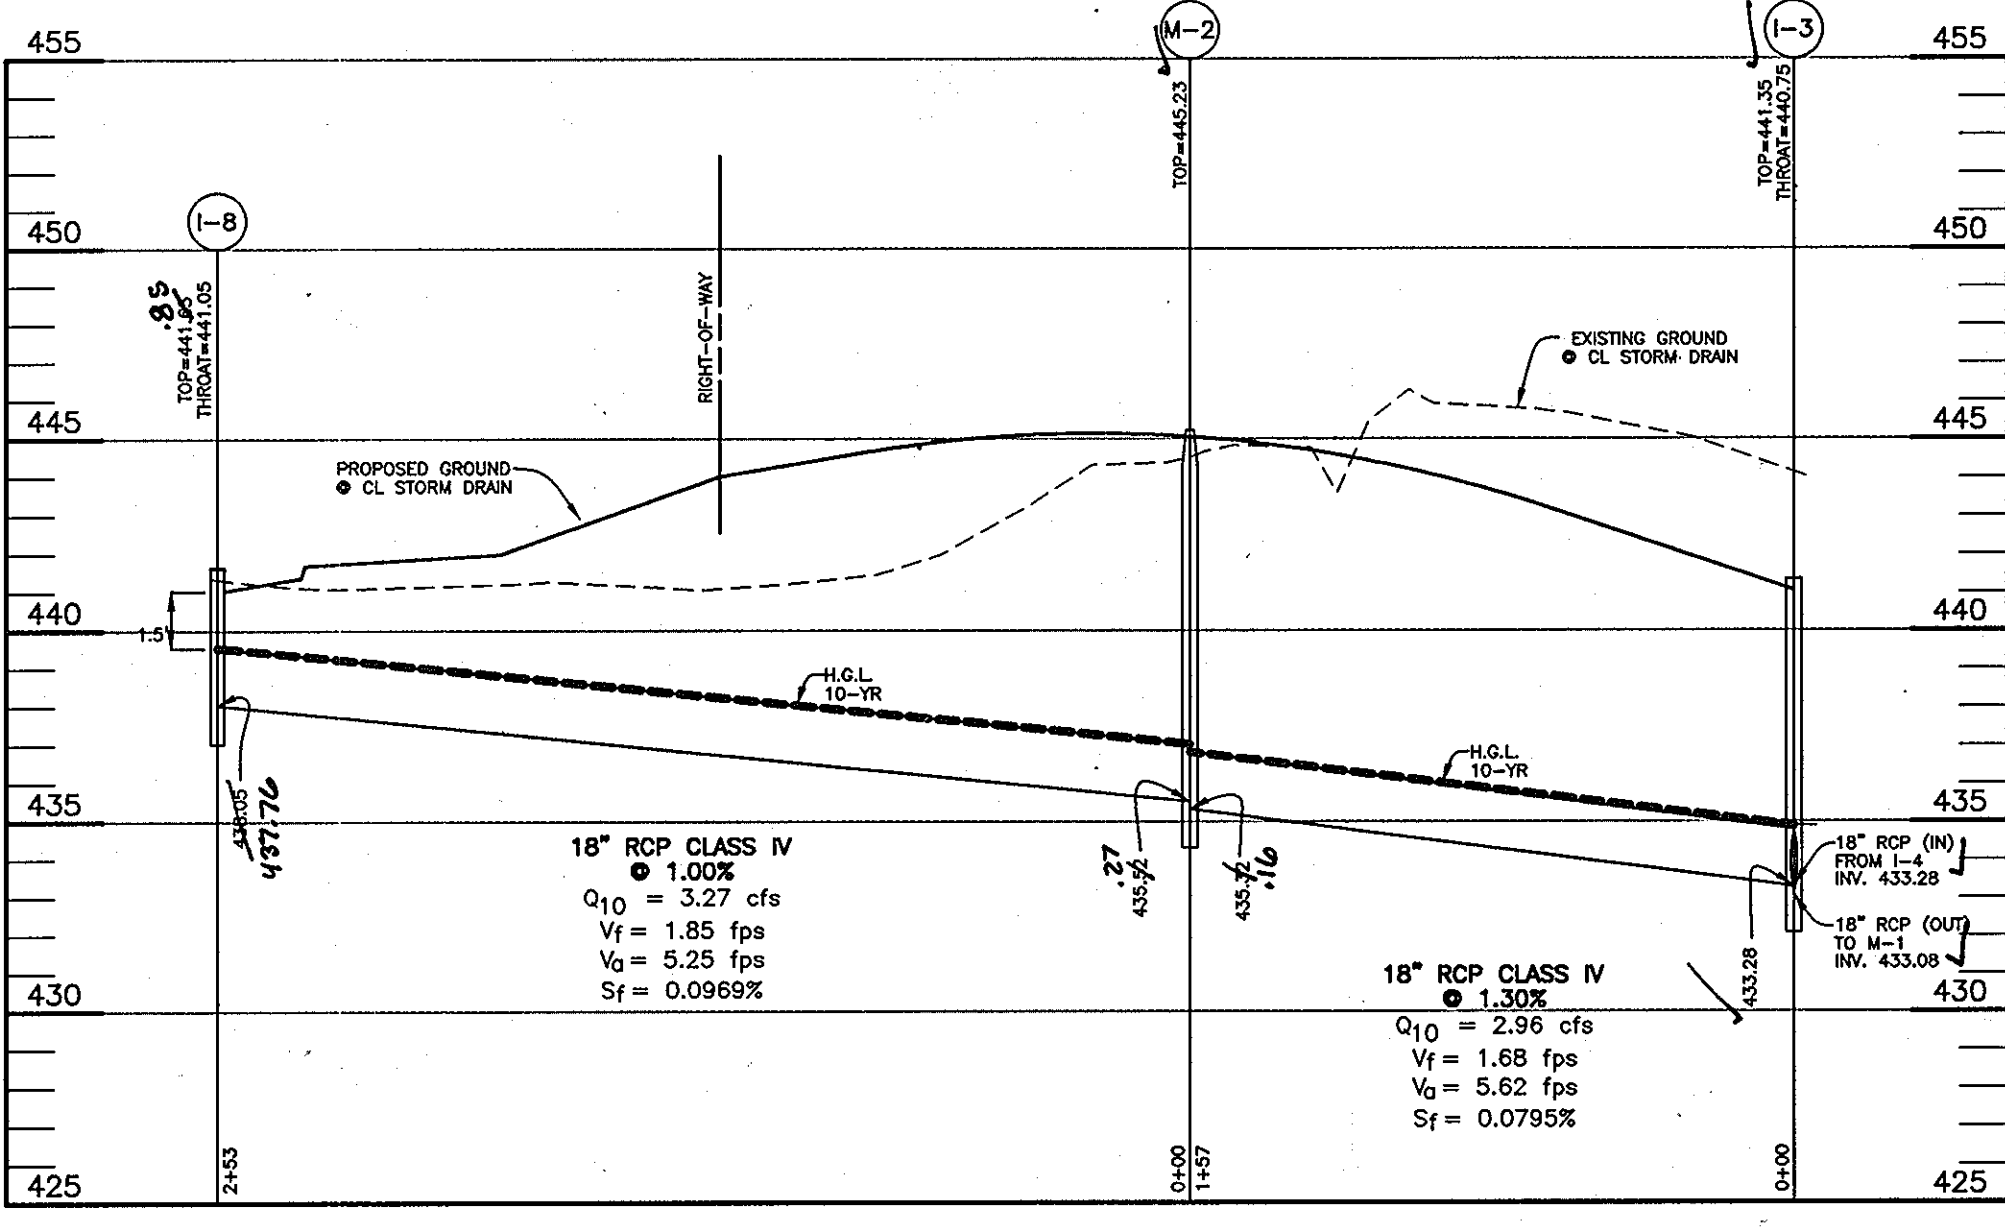 M-2
I-3
455
455
TOP=445.23
TOP=441.35
THROAT=440.75
I-8
450
450
.85
TOP=441.65
THROAT=441.05
RIGHT-OF-WAY
EXISTING GROUND
@ CL STORM DRAIN
445
445
PROPOSED GROUND
@ CL STORM DRAIN
440
440
1.5'
H.G.L.
10-YR
H.G.L.
10-YR
435
435
438.05
437.76
18" RCP CLASS IV
@ 1.00%
Q10 = 3.27 cfs
Vf = 1.85 fps
Va = 5.25 fps
Sf = 0.0969%
.27
435.52
435.32
.16
18" RCP (IN)
FROM I-4
INV. 433.28
18" RCP (OUT)
TO M-1
INV. 433.08
433.28
18" RCP CLASS IV
@ 1.30%
Q10 = 2.96 cfs
Vf = 1.68 fps
Va = 5.62 fps
Sf = 0.0795%
430
430
2+53
0+00
1+57
0+00
425
425